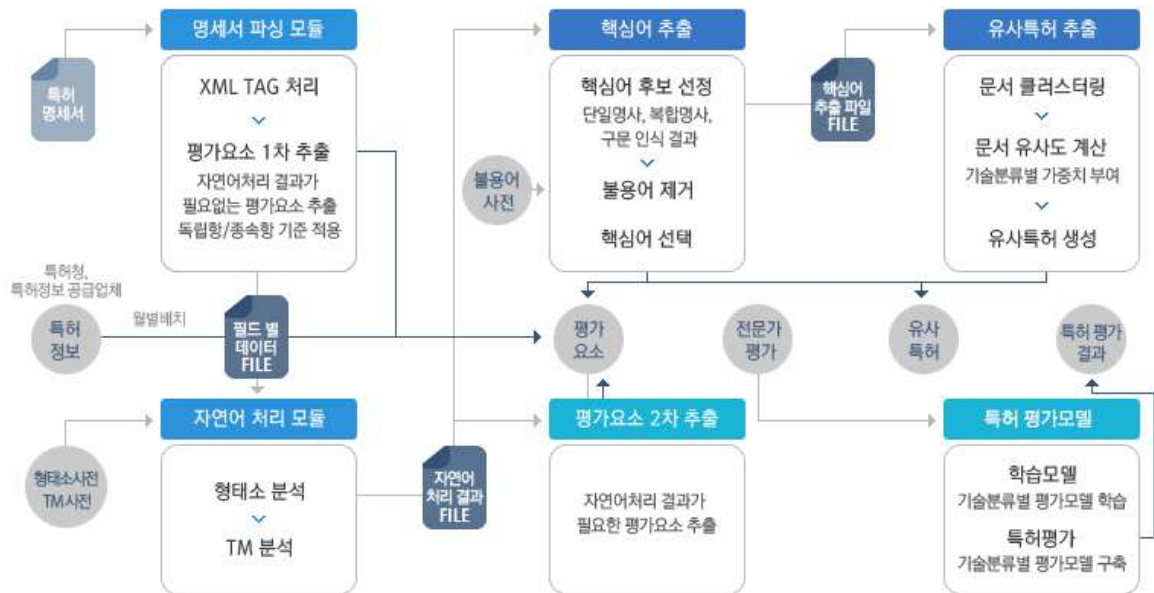 명세서 파싱 모듈
특허
명세서
XML TAG 처리
평가요소 1차 추출
자연어처리 결과가
필요없는 평가요소 추출
독립항/종속항 기준 적용
핵심어 추출
핵심어 후보 선정
단일명사, 복합명사,
구문 인식 결과
불용어
사전
불용어 제거
핵심어 선택
핵심어
추출 파일
FILE
유사특허 추출
문서 클러스터링
문서 유사도 계산
기술분류별 가중치 부여
유사특허 생성
특허청,
특허정보 공급업체
특허
정보
월별배치
필드 별
데이터
FILE
평가
요소
전문가
평가
유사
특허
특허 평가
결과
자연어 처리 모듈
형태소사전
TM 사전
형태소 분석
TM 분석
자연어
처리 결과
FILE
평가요소 2차 추출
자연어처리 결과가
필요한 평가요소 추출
특허 평가모델
학습모델
기술분류별 평가모델 학습
특허평가
기술분류별 평가모델 구축